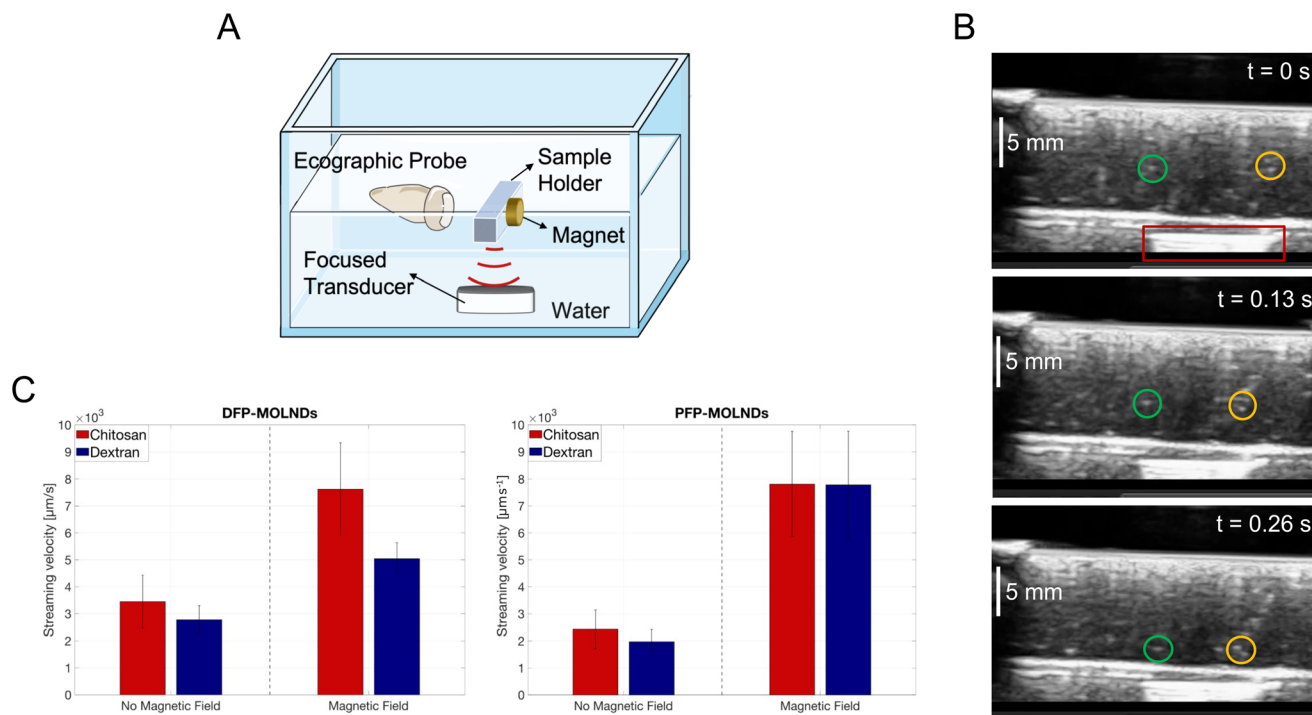 A
Ecographic Probe
Sample
Holder
Magnet
Focused
Transducer
Water
B
t = 0 s
5 mm
t = 0.13 s
5 mm
t = 0.26 s
5 mm
C
DFP-MOLNDs
×10³
Chitosan
Dextran
Streaming velocity [µm/s]
10
9
8
7
6
5
4
3
2
1
0
No Magnetic Field
Magnetic Field
PFP-MOLNDs
×10³
Chitosan
Dextran
Streaming velocity [µms⁻¹]
10
9
8
7
6
5
4
3
2
1
0
No Magnetic Field
Magnetic Field